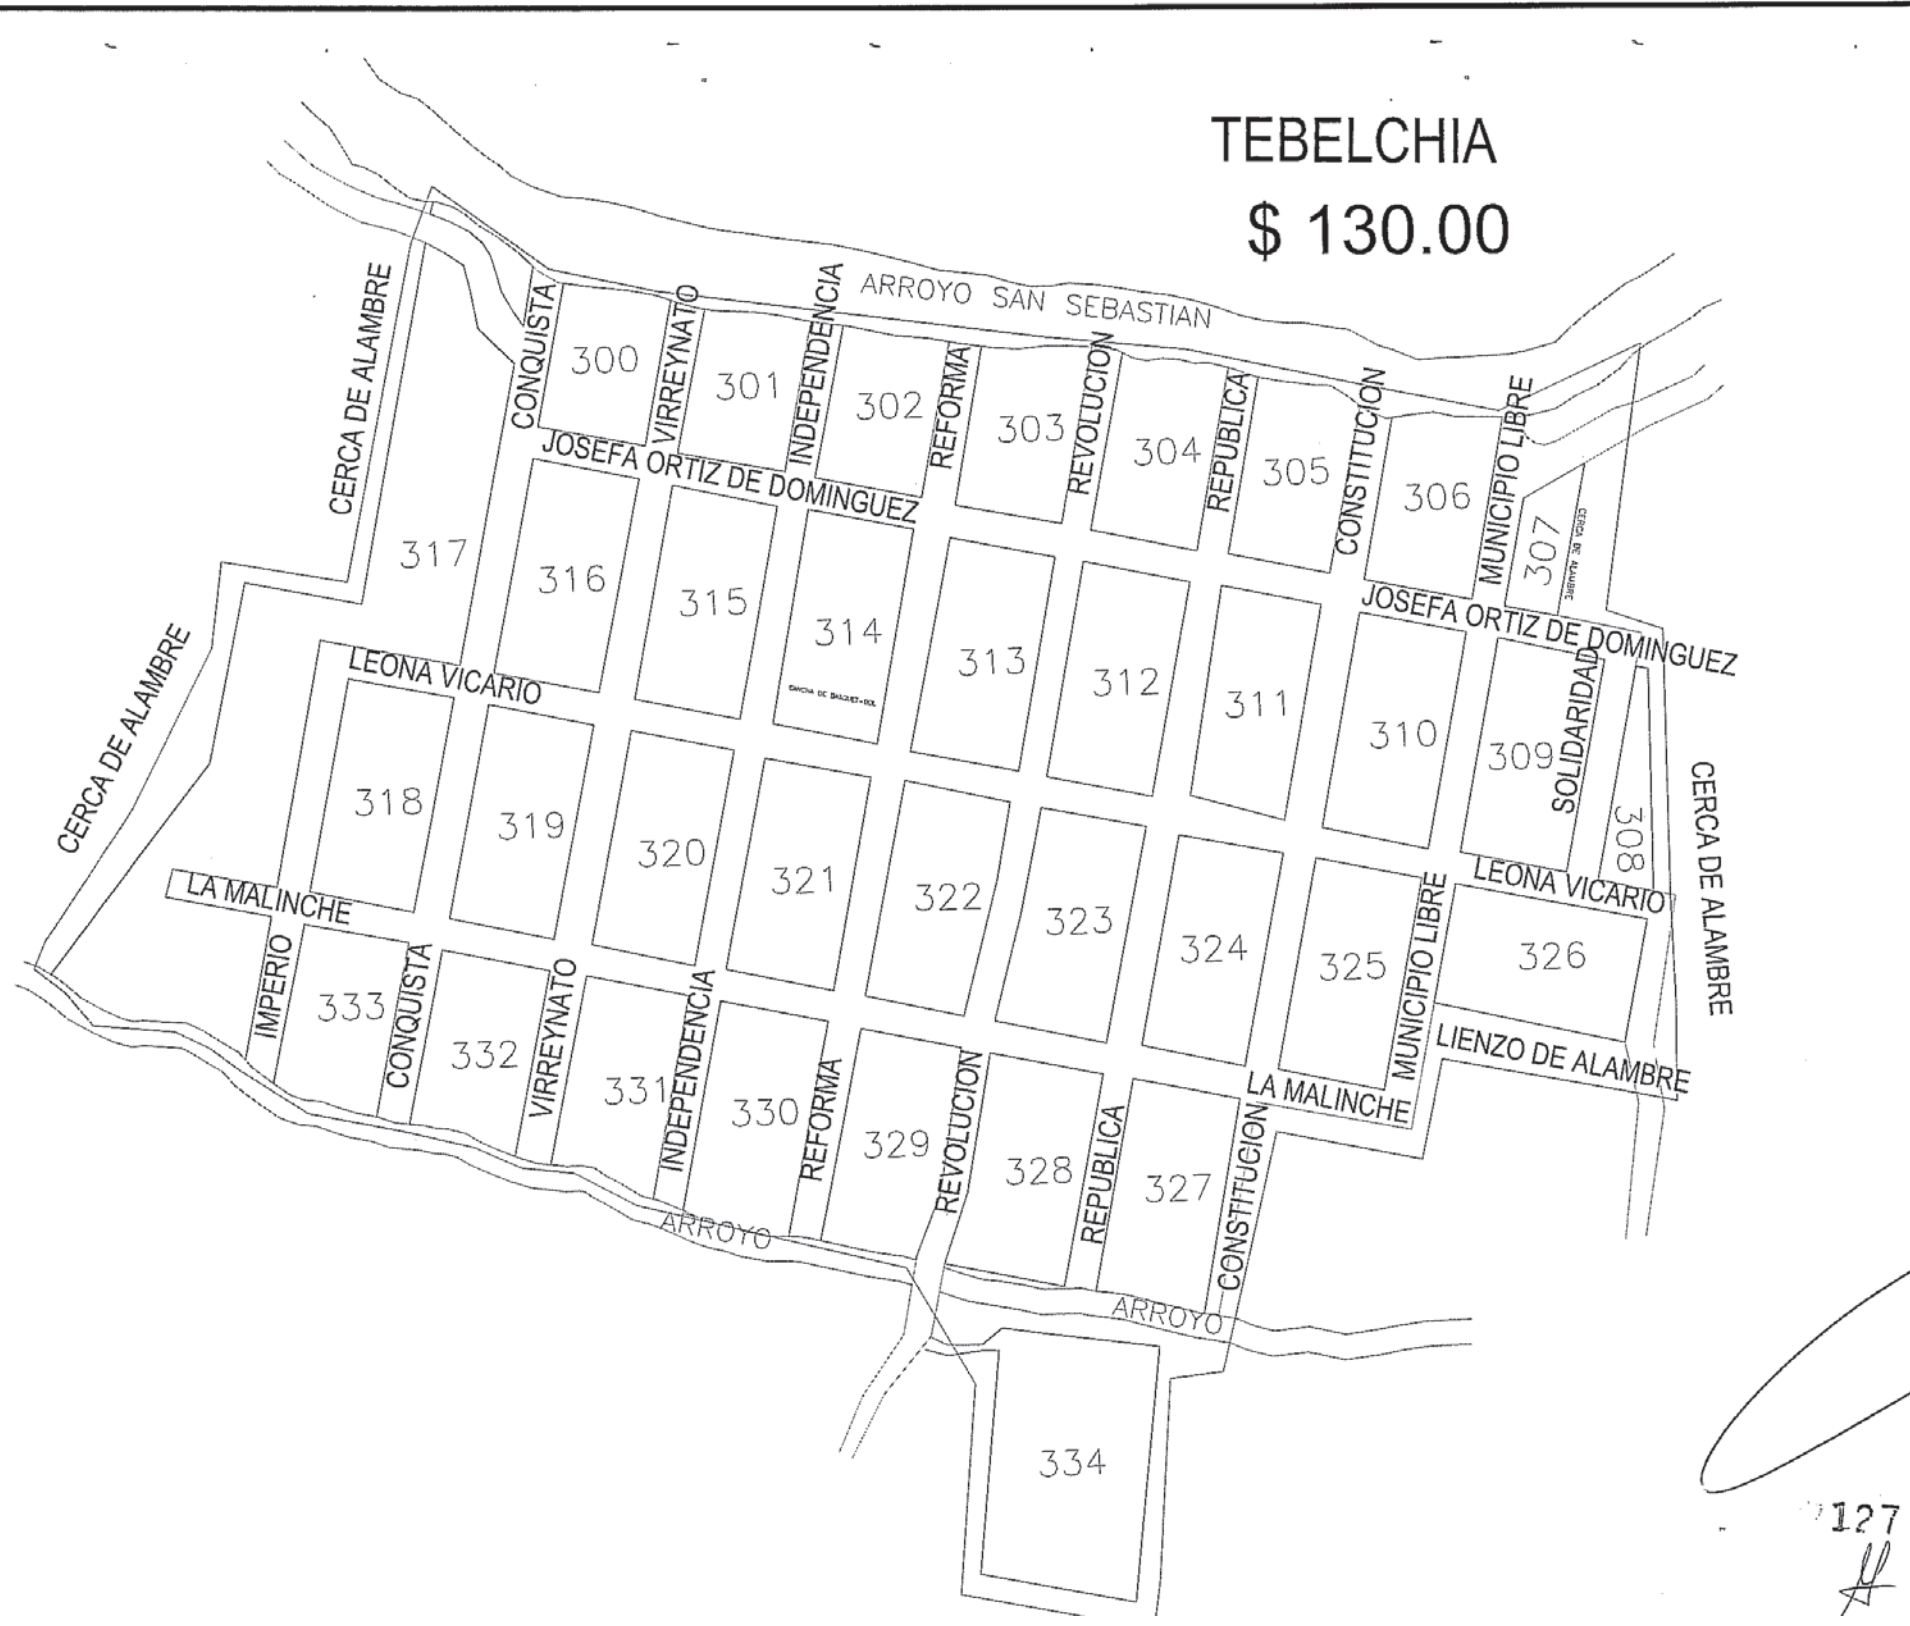 TEBELCHIA
$ 130.00
ARROYO SAN SEBASTIAN
CERCA DE ALAMBRE
CONQUISTA
300
VIRREYNATO
301
INDEPENDENCIA
302
REFORMA
303
REVOLUCION
304
REPUBLICA
305
CONSTITUCION
306
MUNICIPIO LIBRE
307
CERCA DE ALAMBRE
JOSEFA ORTIZ DE DOMINGUEZ
JOSEFA ORTIZ DE DOMINGUEZ
317
316
315
314
CANCHA DE BASQUET-BOL
313
312
311
310
309
SOLIDARIDAD
308
CERCA DE ALAMBRE
CERCA DE ALAMBRE
LEONA VICARIO
LEONA VICARIO
318
319
320
321
322
323
324
325
MUNICIPIO LIBRE
326
LIENZO DE ALAMBRE
LA MALINCHE
LA MALINCHE
IMPERIO
333
CONQUISTA
332
VIRREYNATO
331
INDEPENDENCIA
330
REFORMA
329
REVOLUCION
328
REPUBLICA
327
CONSTITUCION
ARROYO
ARROYO
334
127